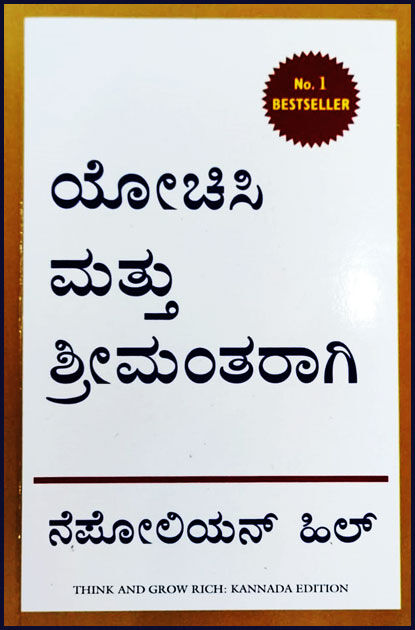 No. 1
BESTSELLER
ಯೋಚಿಸಿ
ಮತ್ತು
ಶ್ರೀಮಂತರಾಗಿ
ನೆಪೋಲಿಯನ್ ಹಿಲ್
THINK AND GROW RICH: KANNADA EDITION